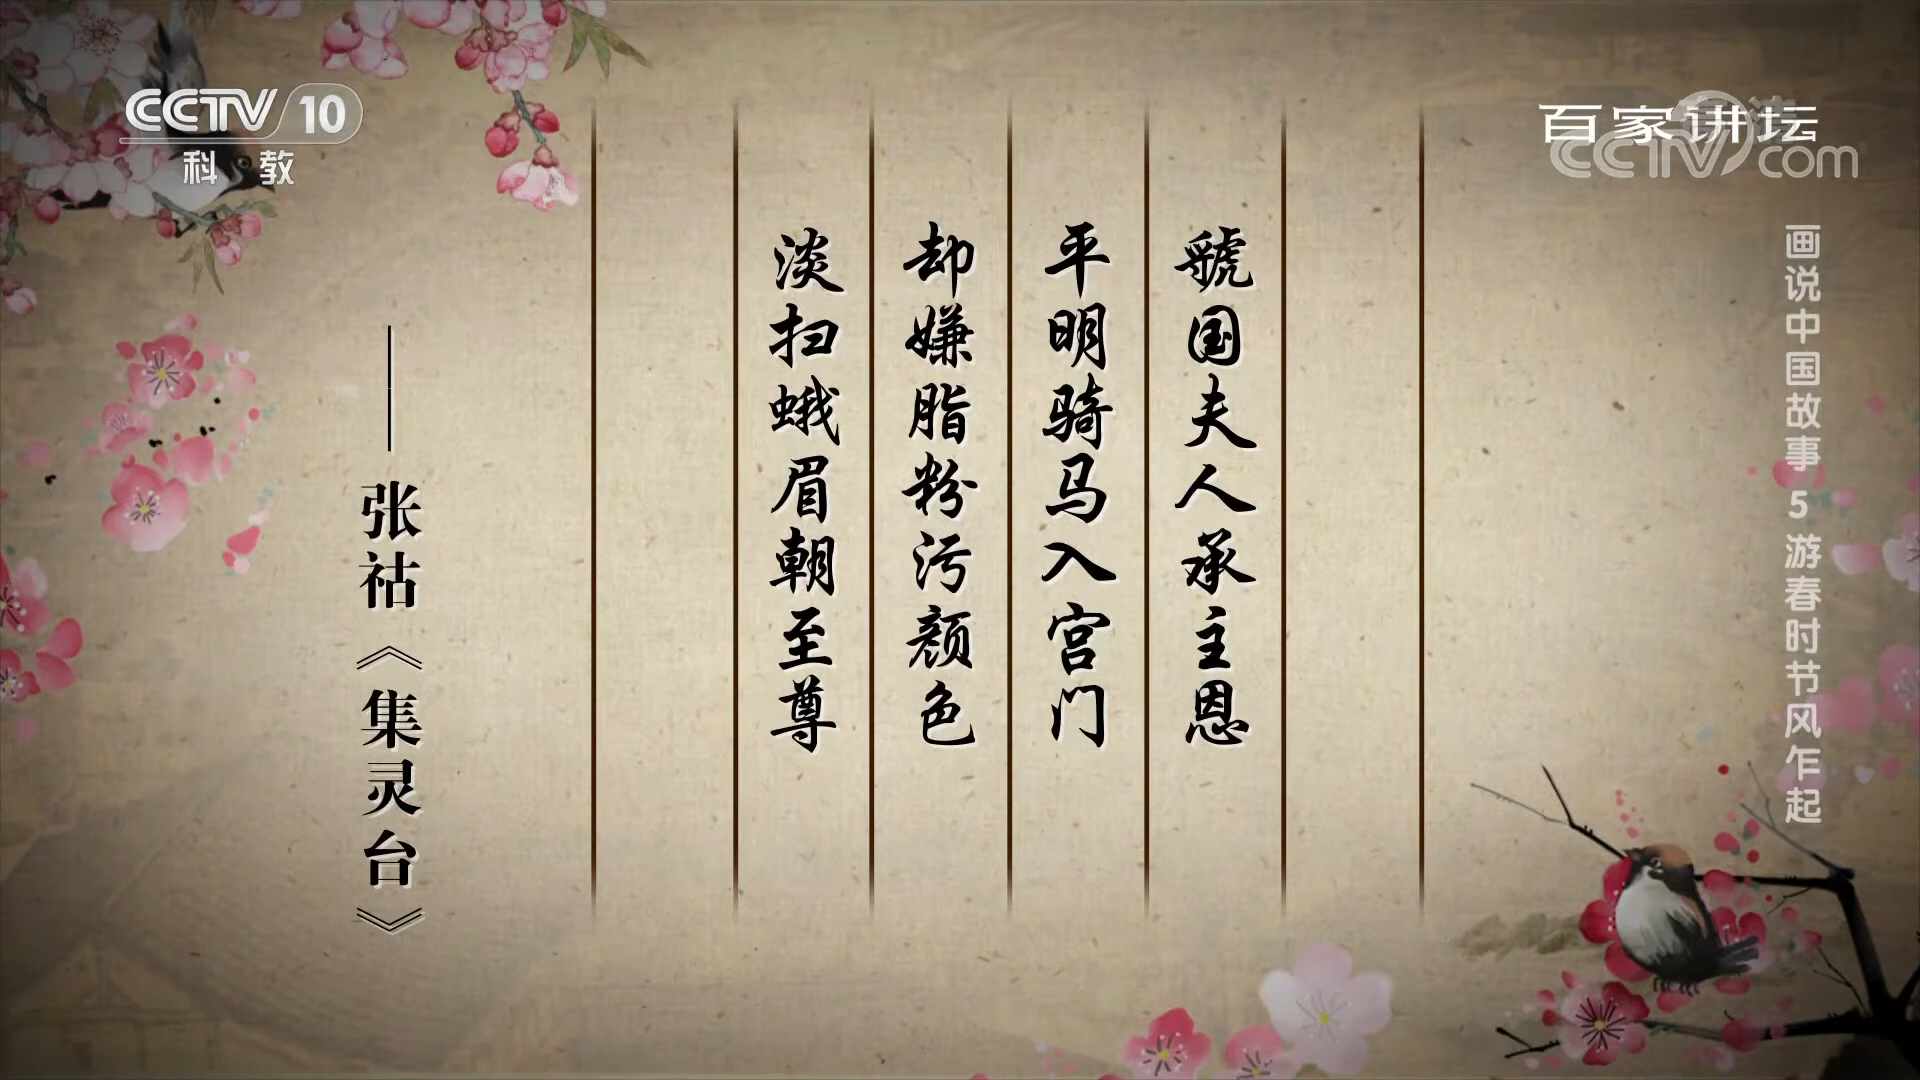 CCTV 10
科教
百家讲坛
CCTV.com
画说中国故事 5 游春时节风乍起
虢国夫人承主恩
平明骑马入宫门
却嫌脂粉污颜色
淡扫蛾眉朝至尊
——张祜《集灵台》